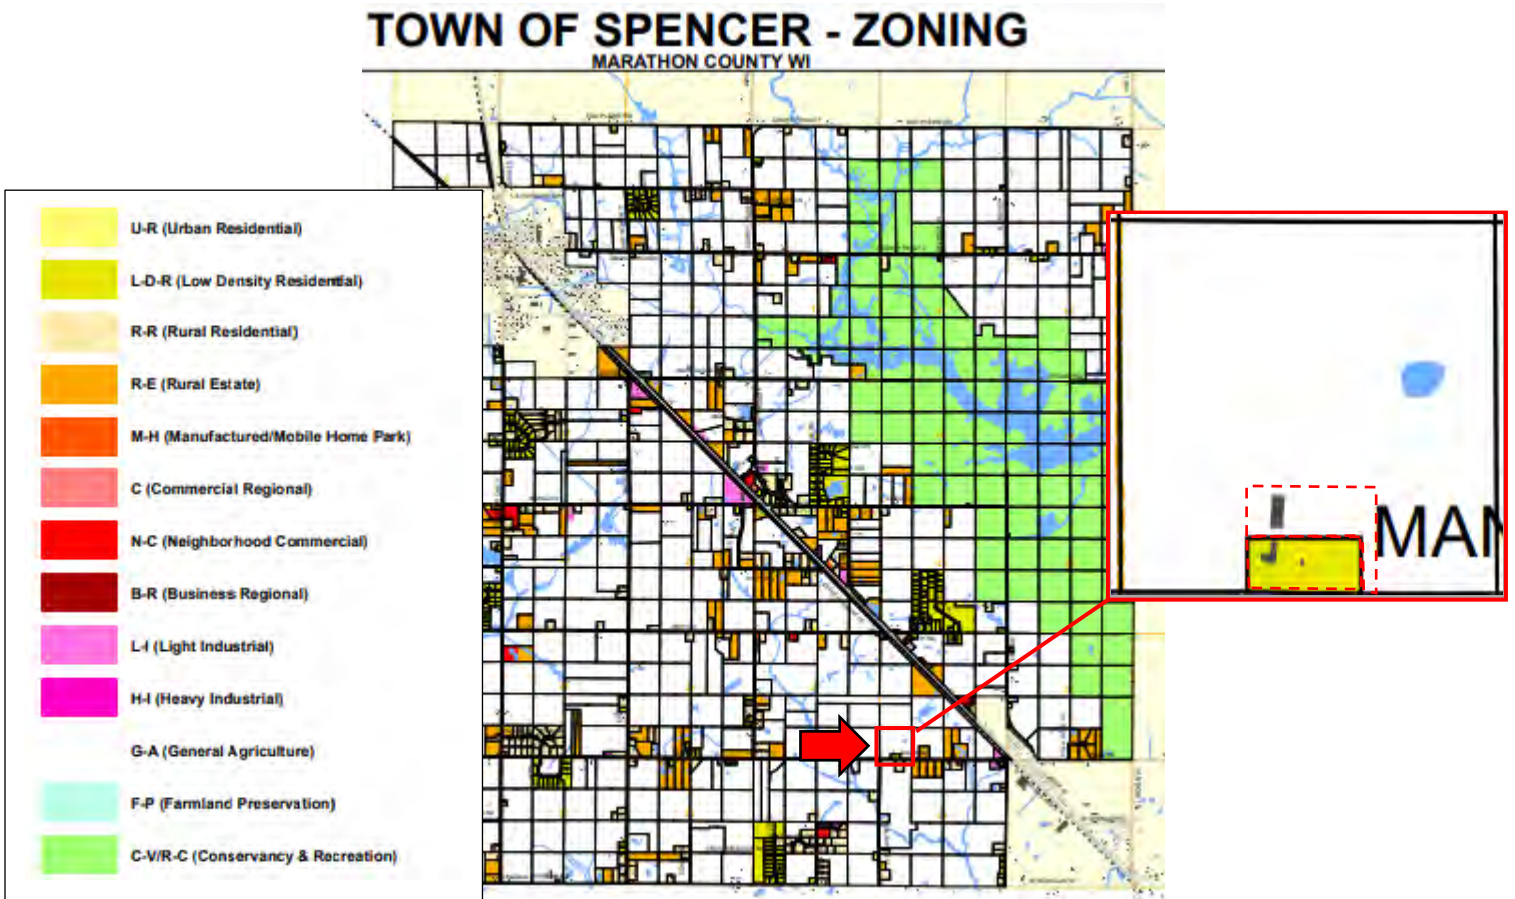 TOWN OF SPENCER - ZONING
MARATHON COUNTY WI
U-R (Urban Residential)
L-D-R (Low Density Residential)
R-R (Rural Residential)
R-E (Rural Estate)
M-H (Manufactured/Mobile Home Park)
C (Commercial Regional)
N-C (Neighborhood Commercial)
B-R (Business Regional)
L-I (Light Industrial)
H-I (Heavy Industrial)
G-A (General Agriculture)
F-P (Farmland Preservation)
C-V/R-C (Conservancy & Recreation)
MAN